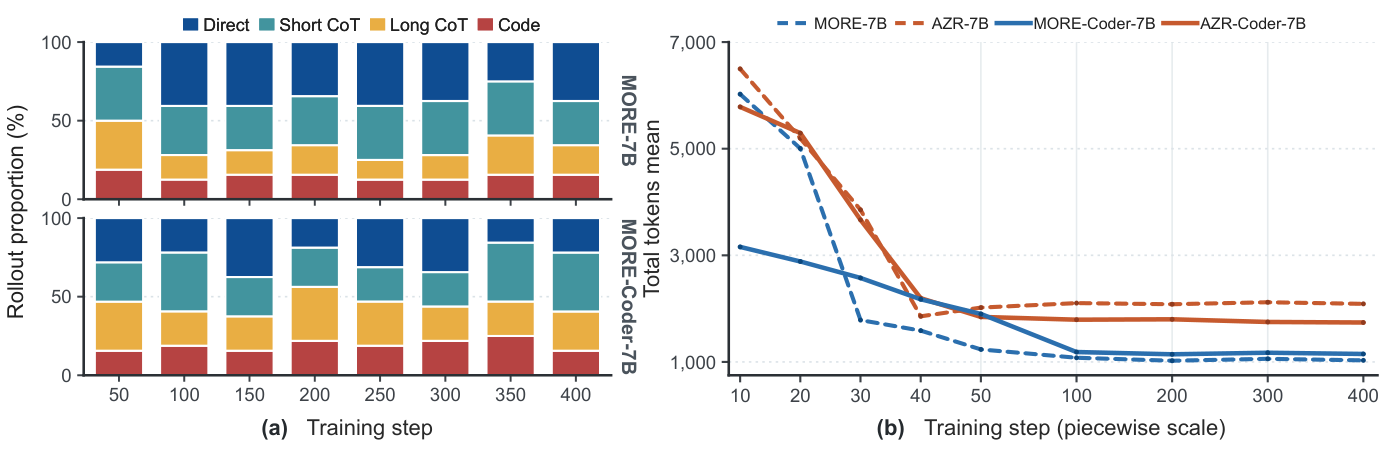 Direct Short CoT Long CoT Code
100
50
0
MORE-7B
100
50
0
MORE-Coder-7B
Rollout proportion (%)
50 100 150 200 250 300 350 400
(a) Training step
MORE-7B AZR-7B MORE-Coder-7B AZR-Coder-7B
7,000
5,000
3,000
1,000
Total tokens mean
10 20 30 40 50 100 200 300 400
(b) Training step (piecewise scale)